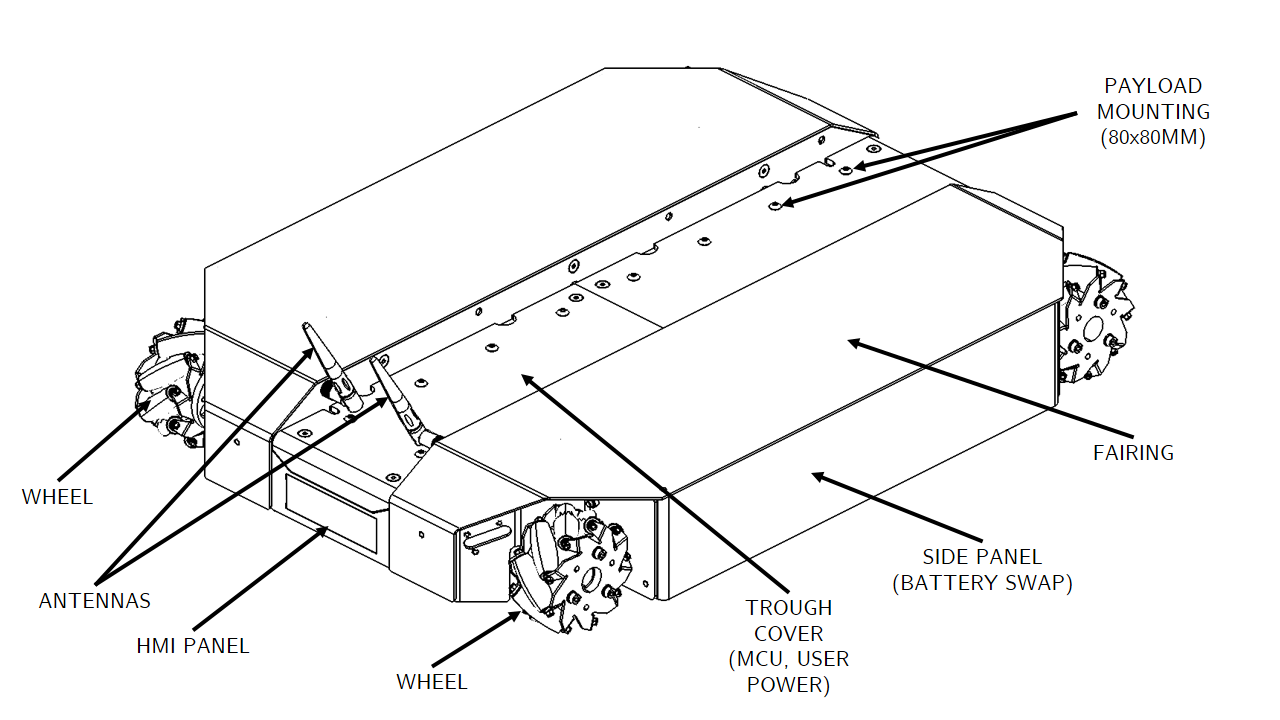 PAYLOAD
MOUNTING
(80x80MM)
WHEEL
FAIRING
SIDE PANEL
(BATTERY SWAP)
ANTENNAS
TROUGH
COVER
(MCU, USER
POWER)
HMI PANEL
WHEEL